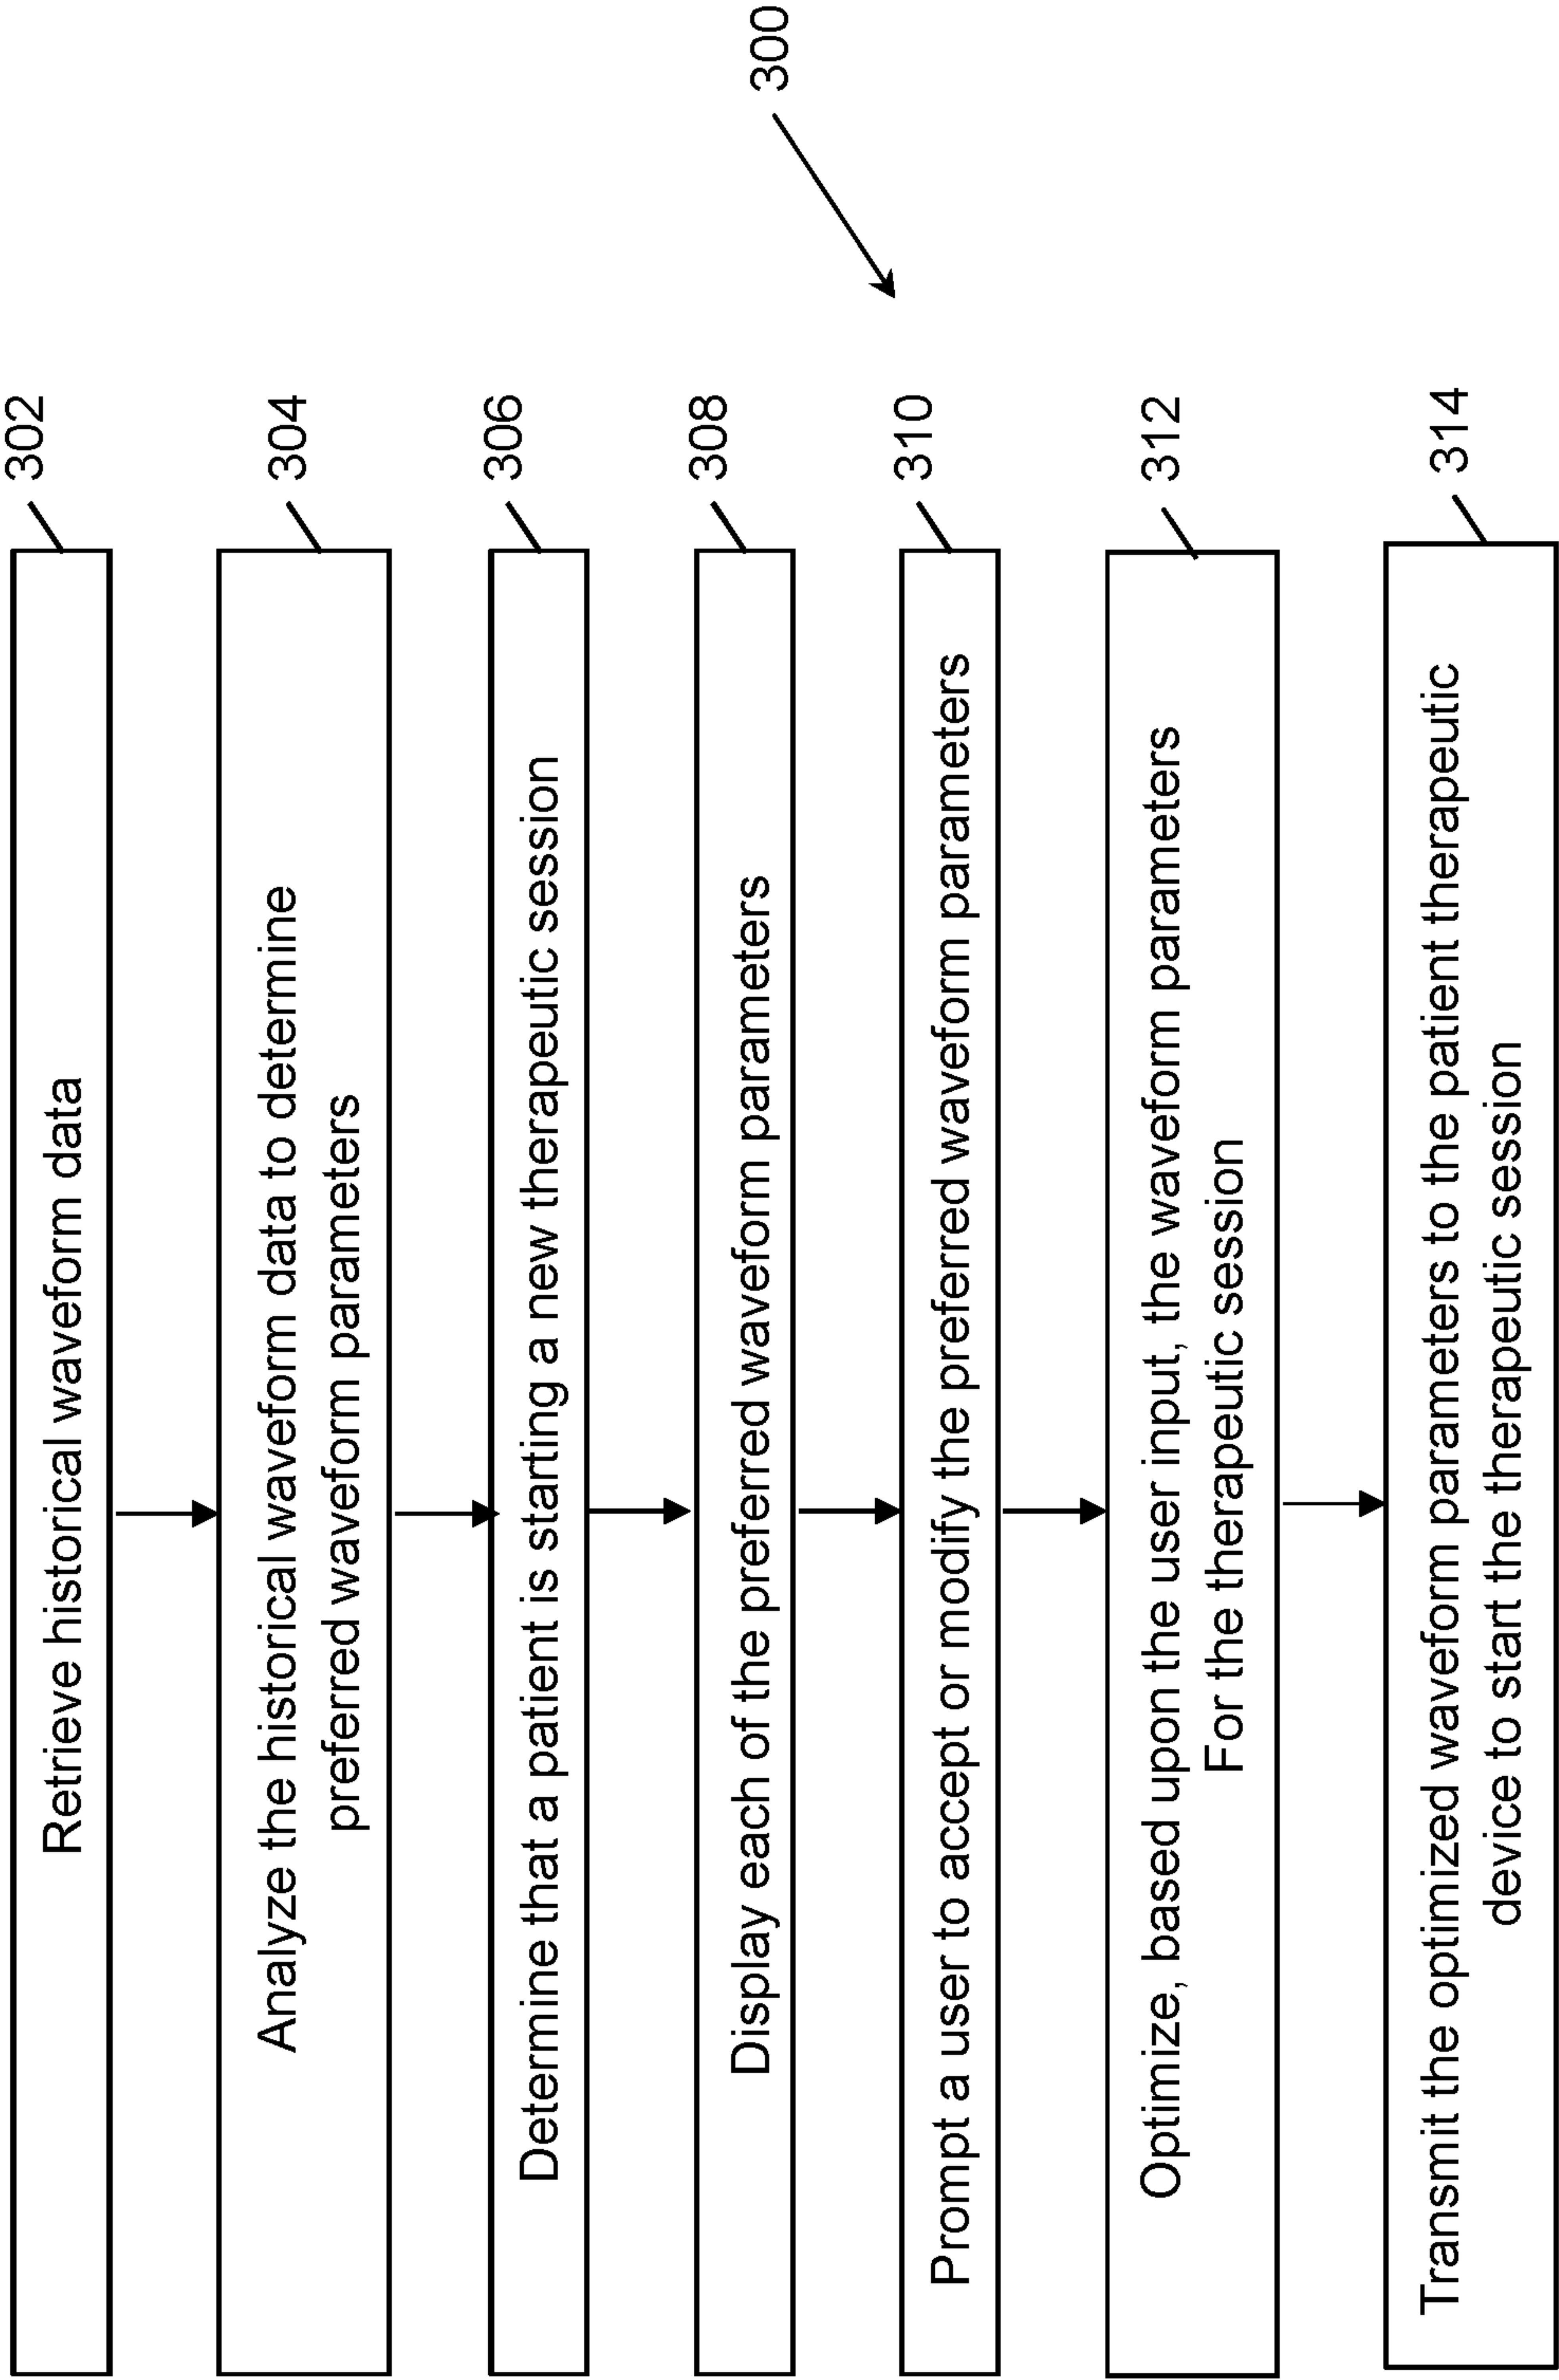 302
Retrieve historical waveform data
304
Analyze the historical waveform data to determine
preferred waveform parameters
306
Determine that a patient is starting a new therapeutic session
308
Display each of the preferred waveform parameters
310
Prompt a user to accept or modify the preferred waveform parameters
312
Optimize, based upon the user input, the waveform parameters
For the therapeutic session
314
Transmit the optimized waveform parameters to the patient therapeutic
device to start the therapeutic session
300